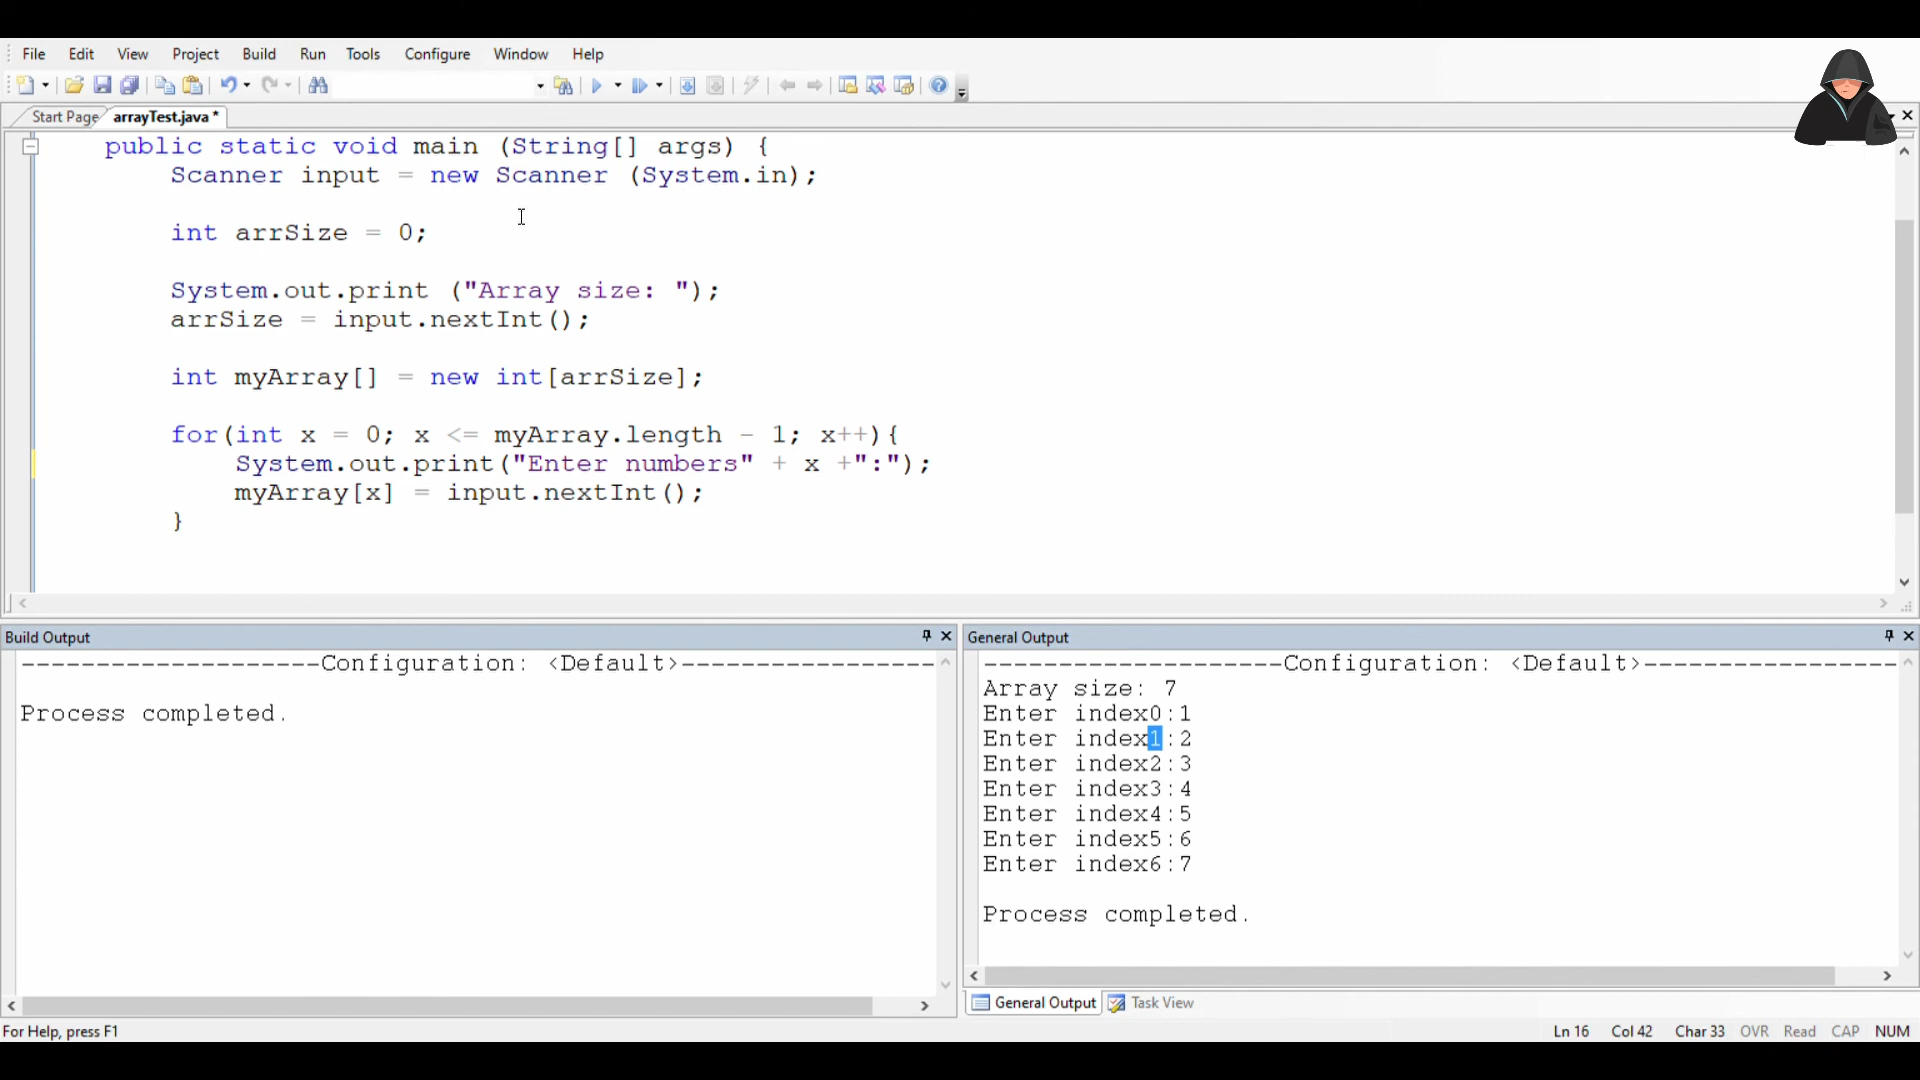 File Edit View Project Build Run Tools Configure Window Help
Start Page arrayTest.java *
public static void main (String[] args) {
Scanner input = new Scanner (System.in);
int arrSize = 0;
System.out.print ("Array size: ");
arrSize = input.nextInt();
int myArray[] = new int[arrSize];
for(int x = 0; x <= myArray.length - 1; x++){
System.out.print("Enter numbers" + x +":");
myArray[x] = input.nextInt();
}
Build Output
--------------------Configuration: <Default>-----------------
Process completed.
General Output
--------------------Configuration: <Default>-----------------
Array size: 7
Enter index0:1
Enter index1:2
Enter index2:3
Enter index3:4
Enter index4:5
Enter index5:6
Enter index6:7
Process completed.
General Output Task View
For Help, press F1
Ln 16 Col 42 Char 33 OVR Read CAP NUM